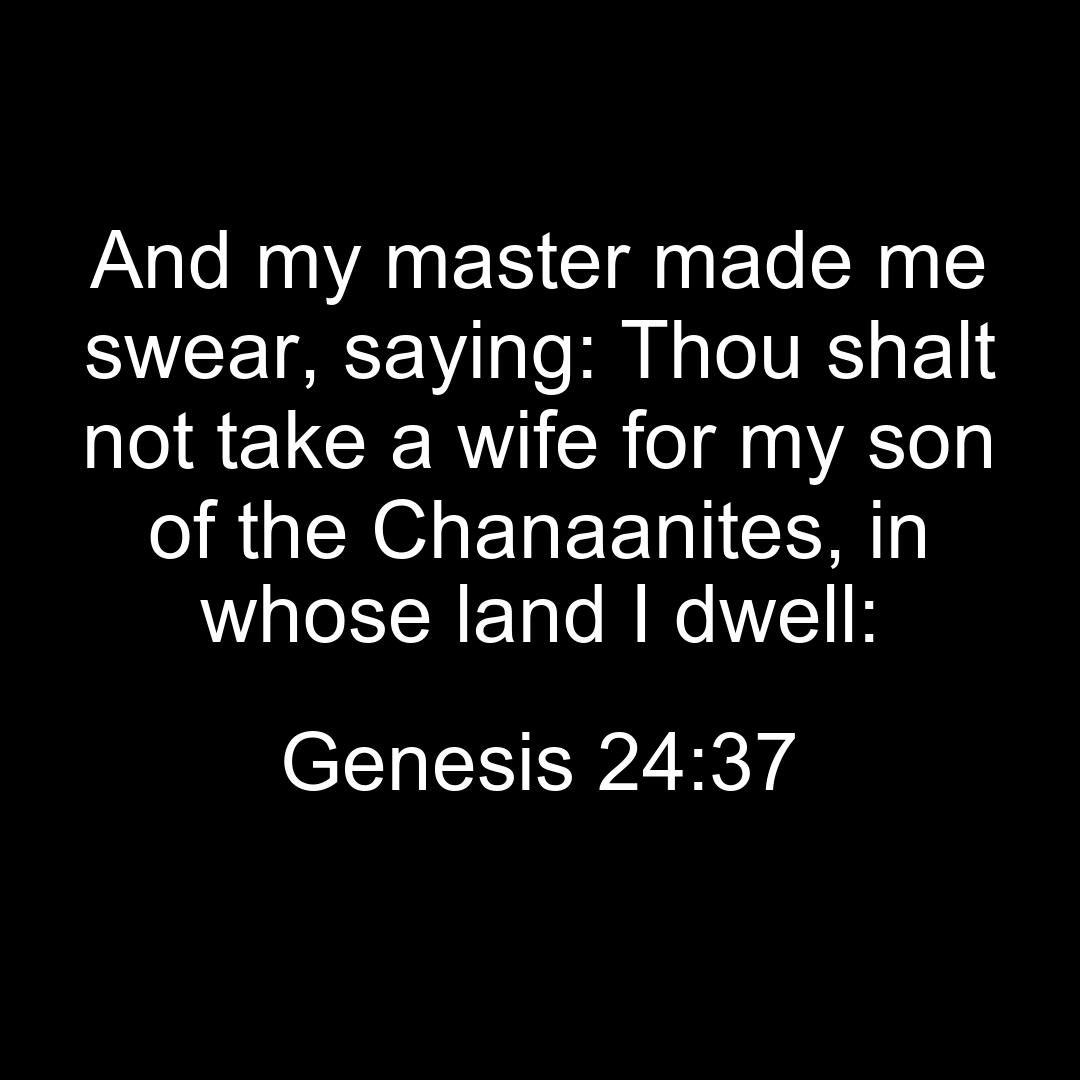 And my master made me
swear, saying: Thou shalt
not take a wife for my son
of the Chanaanites, in
whose land I dwell:
Genesis 24:37